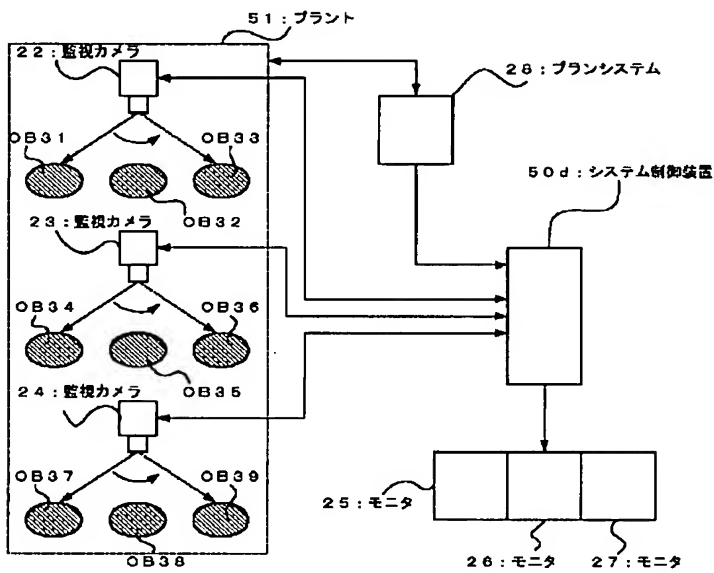 ５１：プラント
２２：監視カメラ
２８：プランシステム
ＯＢ３１
ＯＢ３３
５０ｄ：システム制御装置
ＯＢ３２
２３：監視カメラ
ＯＢ３４
ＯＢ３６
ＯＢ３５
２４：監視カメラ
ＯＢ３７
ＯＢ３９
２５：モニタ
ＯＢ３８
２６：モニタ
２７：モニタ